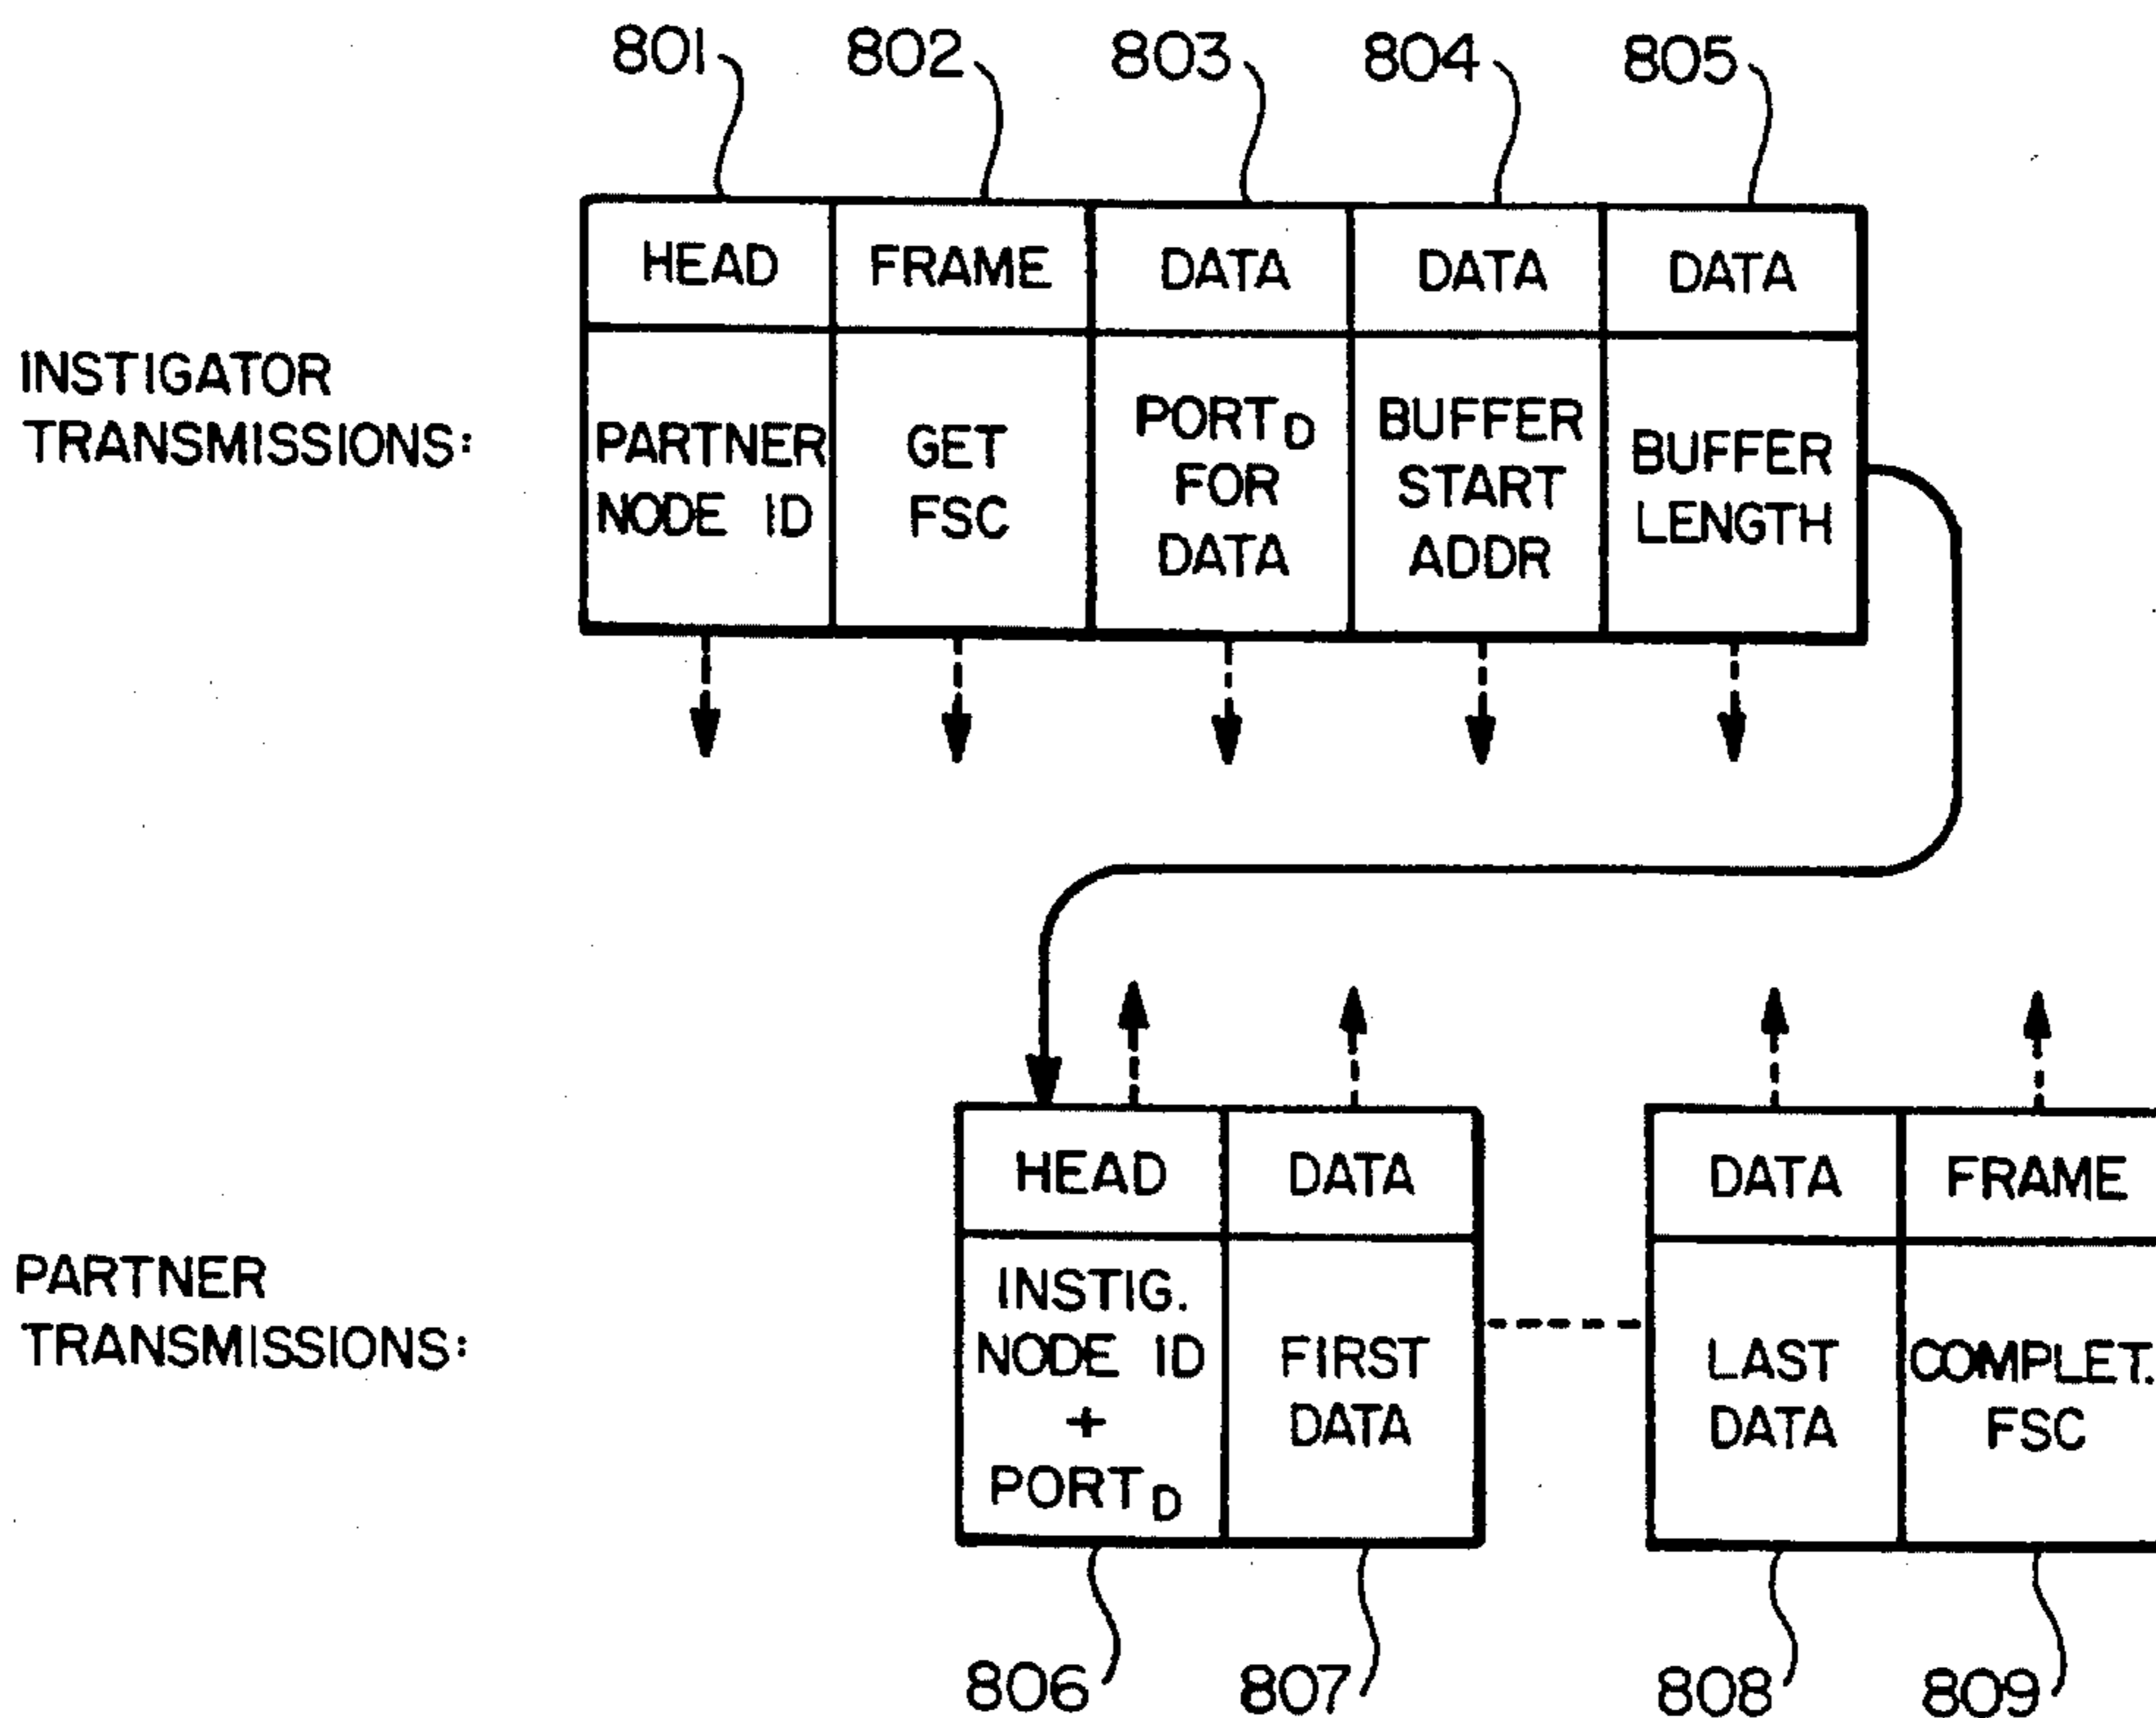 801 802 803 804 805
HEAD FRAME DATA DATA DATA
INSTIGATOR
TRANSMISSIONS:
PARTNER
NODE ID
GET
FSC
PORT D
FOR
DATA
BUFFER
START
ADDR
BUFFER
LENGTH
HEAD DATA DATA FRAME
PARTNER
TRANSMISSIONS:
INSTIG.
NODE ID
+
PORT D
FIRST
DATA
LAST
DATA
COMPLET.
FSC
806 807 808 809